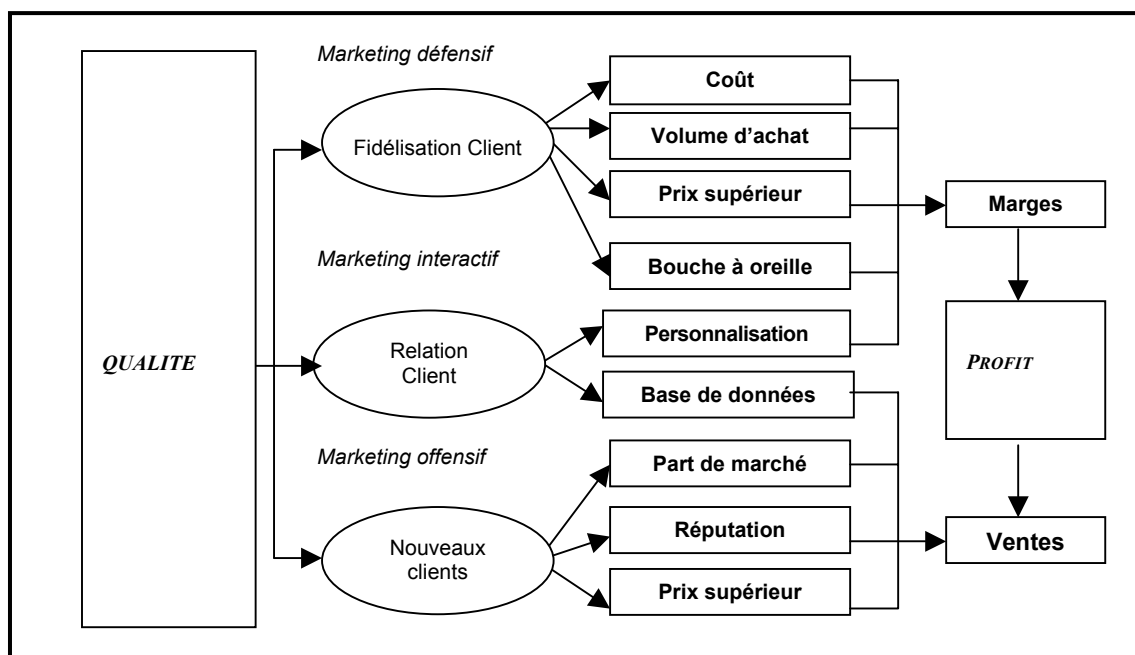 Marketing défensif
Coût
Volume d'achat
Fidélisation Client
Prix supérieur
Marges
Bouche à oreille
Marketing interactif
Personnalisation
QUALITE
Relation
Client
PROFIT
Base de données
Marketing offensif
Part de marché
Réputation
Ventes
Nouveaux
clients
Prix supérieur